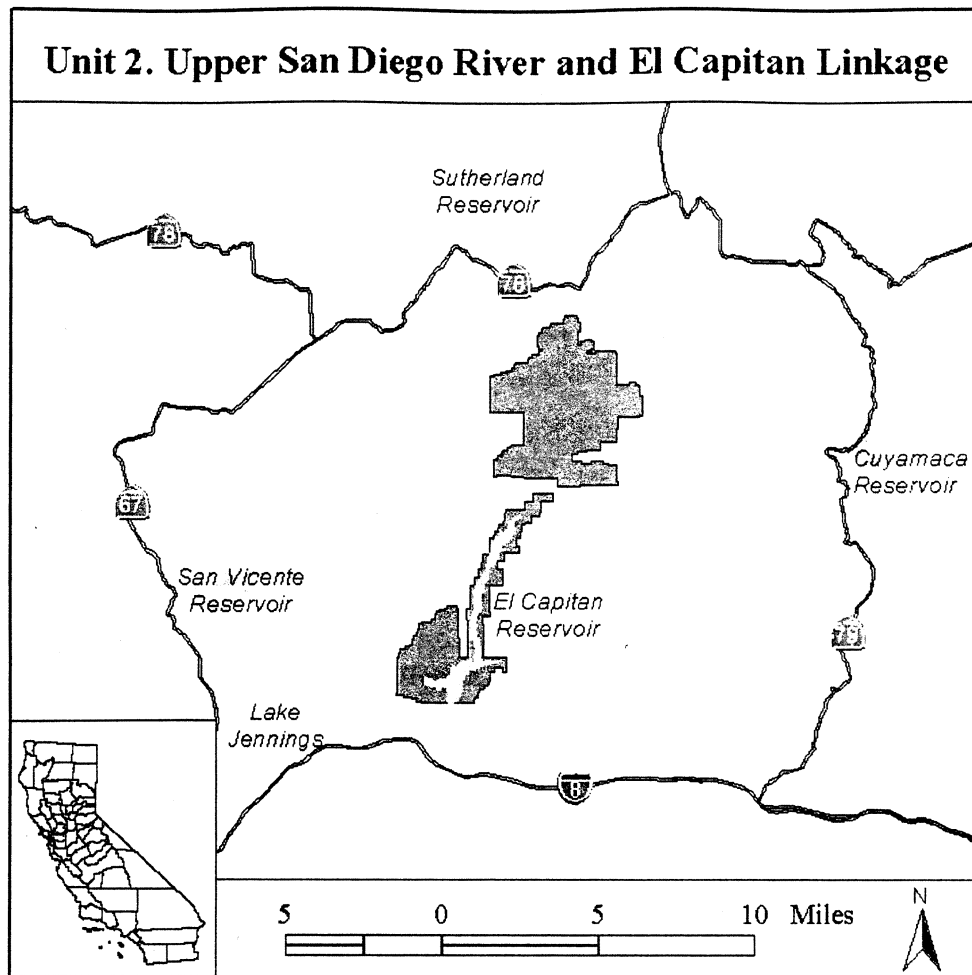 Unit 2. Upper San Diego River and El Capitan Linkage
Sutherland
Reservoir
78
78
Cuyamaca
Reservoir
67
San Vicente
Reservoir
El Capitan
Reservoir
79
Lake
Jennings
8
5 0 5 10 Miles
N